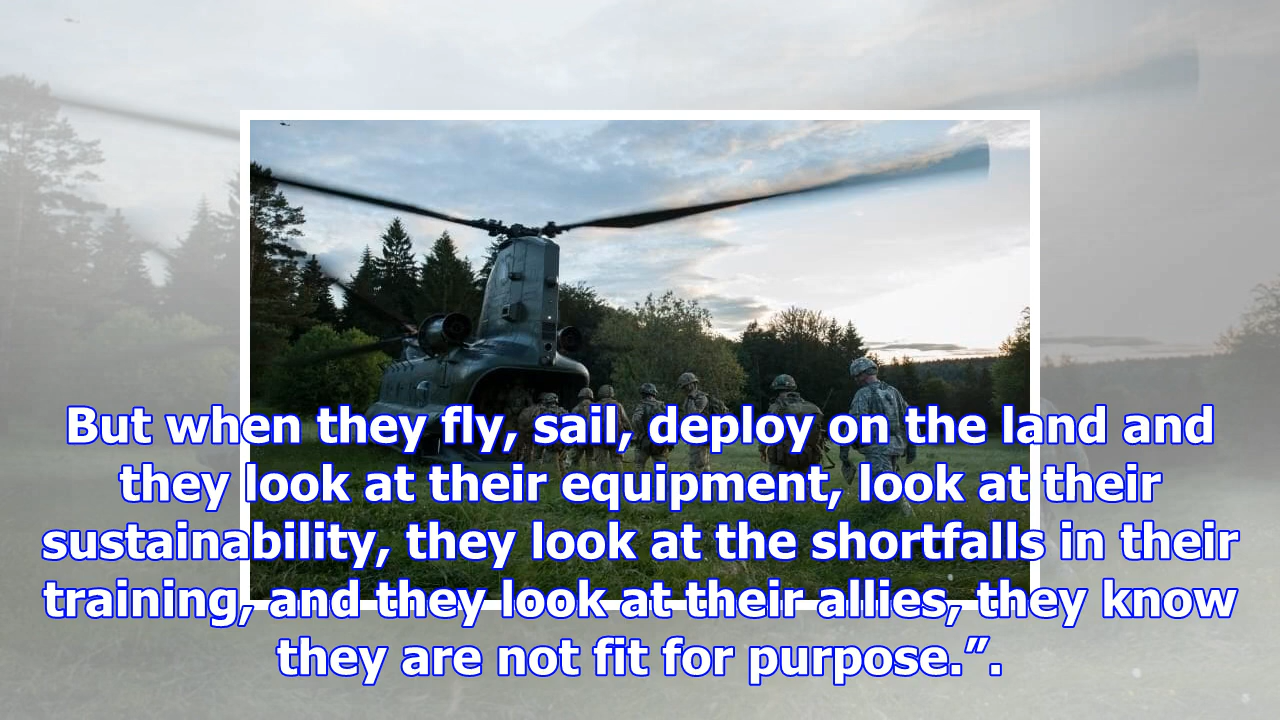 But when they fly, sail, deploy on the land and
they look at their equipment, look at their
sustainability, they look at the shortfalls in their
training, and they look at their allies, they know
they are not fit for purpose.”.